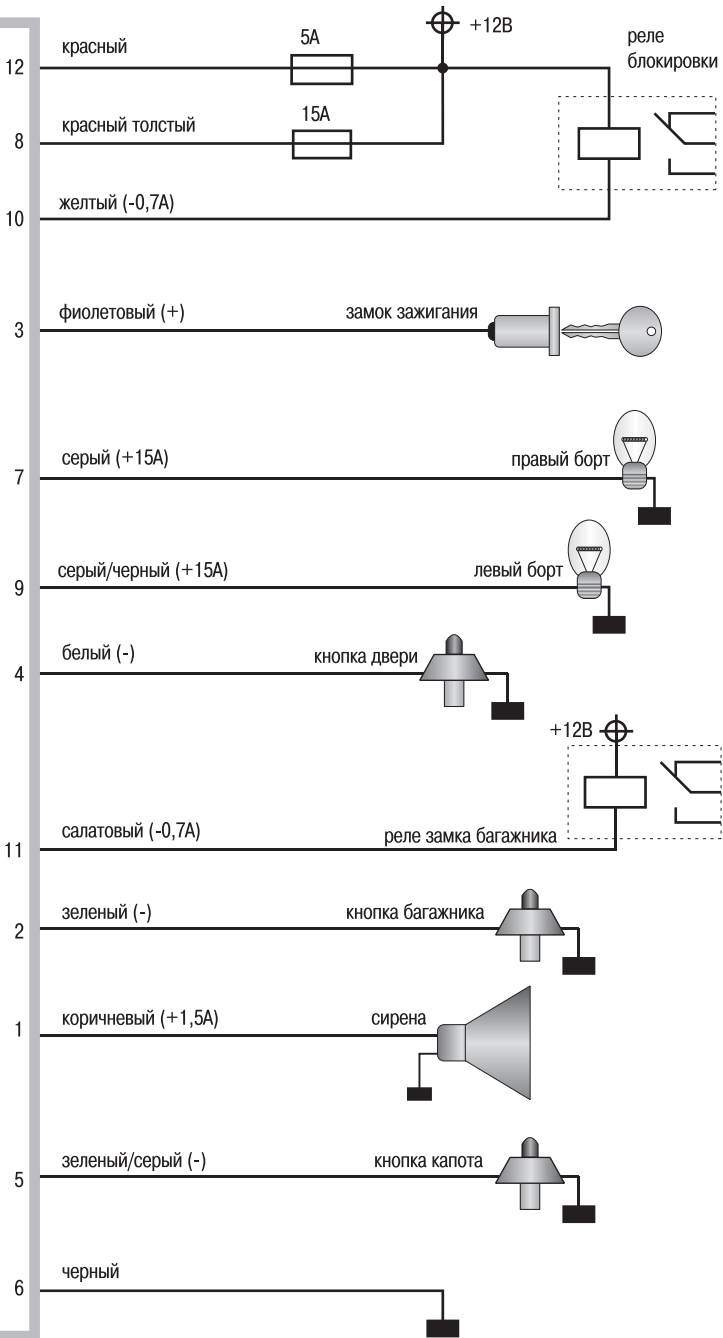 +12В
реле
блокировки
красный
5А
12
красный толстый
15А
8
желтый (-0,7А)
10
фиолетовый (+)
замок зажигания
3
серый (+15А)
правый борт
7
серый/черный (+15А)
левый борт
9
белый (-)
кнопка двери
4
+12В
салатовый (-0,7А)
реле замка багажника
11
зеленый (-)
кнопка багажника
2
коричневый (+1,5А)
сирена
1
зеленый/серый (-)
кнопка капота
5
черный
6